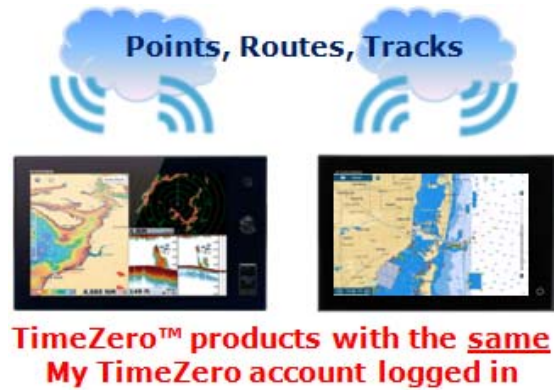 Points, Routes, Tracks
TimeZero™ products with the same
My TimeZero account logged in